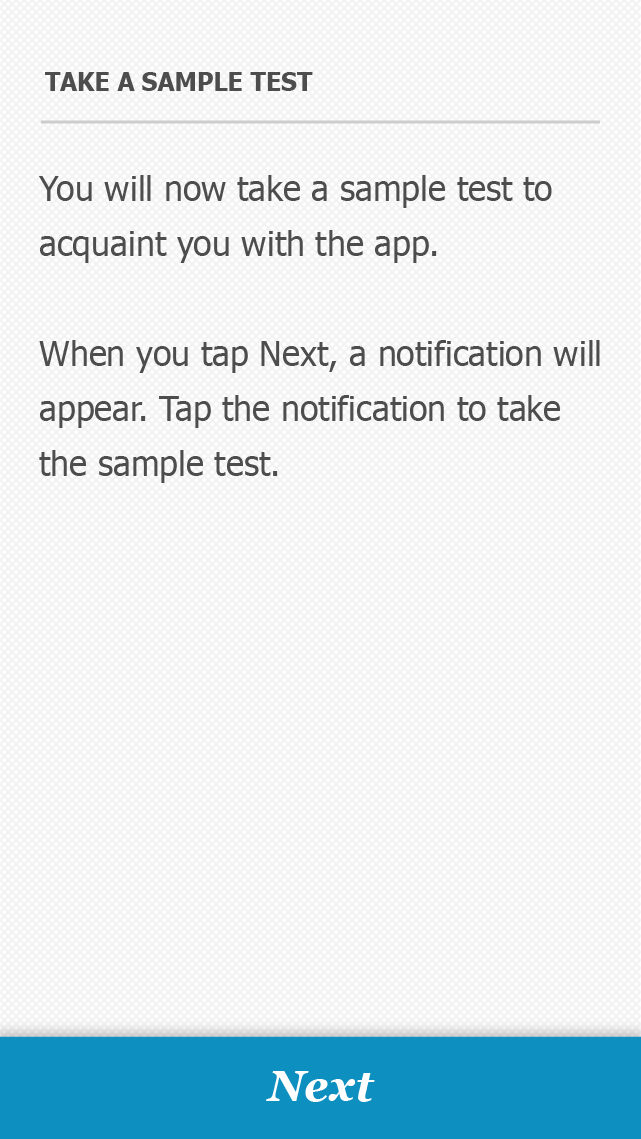 TAKE A SAMPLE TEST
You will now take a sample test to
acquaint you with the app.
When you tap Next, a notification will
appear. Tap the notification to take
the sample test.
Next